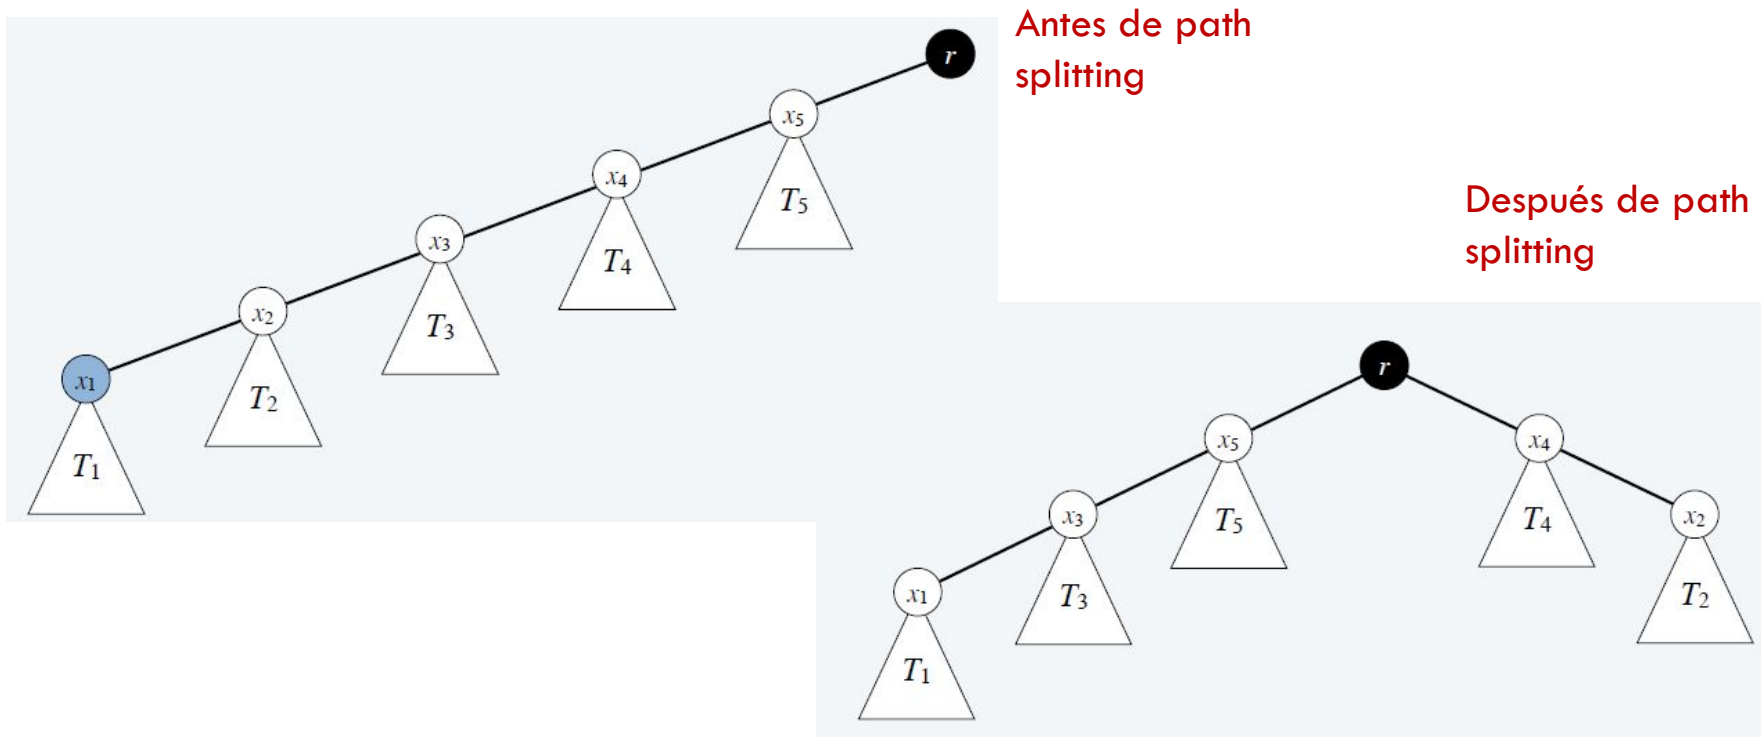 Antes de path
splitting
r
x5
T5
x4
T4
x3
T3
x2
T2
x1
T1
Después de path
splitting
r
x5
x4
T5
T4
x3
x2
T3
T2
x1
T1